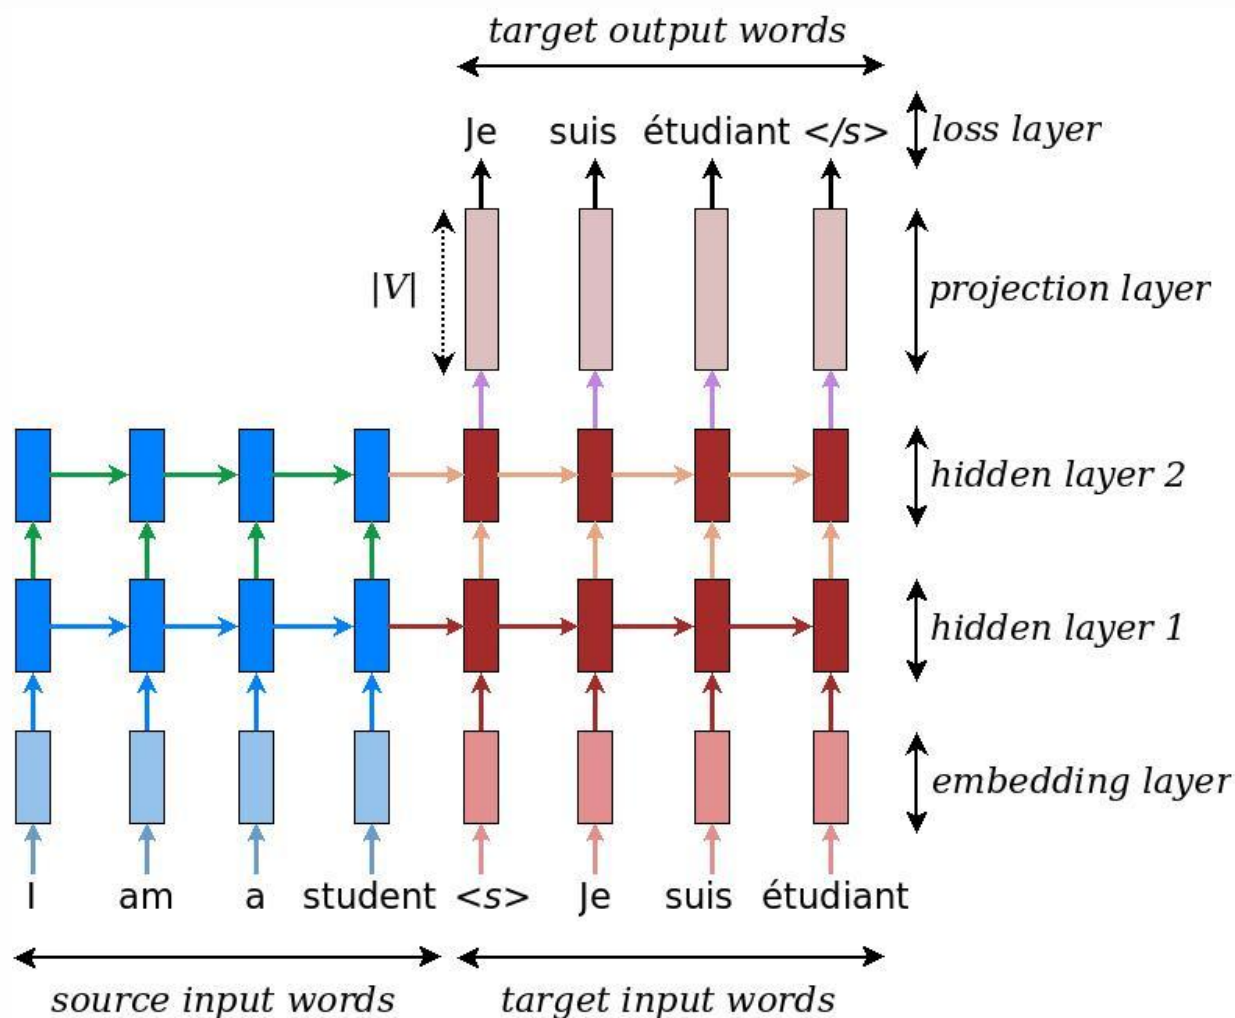 target output words
Je suis étudiant </s>
loss layer
|V|
projection layer
hidden layer 2
hidden layer 1
embedding layer
I am a student <s> Je suis étudiant
source input words
target input words